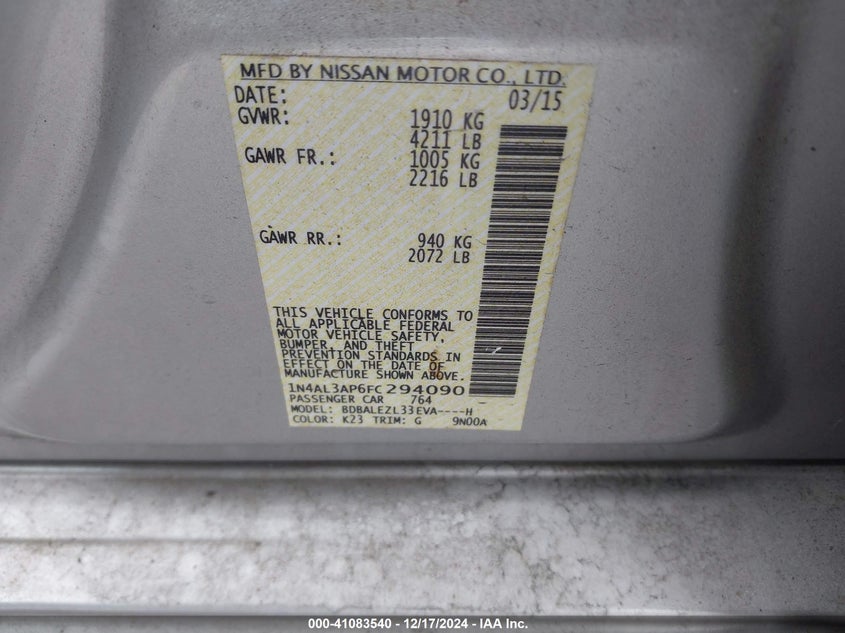 MFD BY NISSAN MOTOR CO., LTD.
DATE: 03/15
GVWR: 1910 KG
4211 LB
GAWR FR.: 1005 KG
2216 LB
GAWR RR.: 940 KG
2072 LB
THIS VEHICLE CONFORMS TO
ALL APPLICABLE FEDERAL
MOTOR VEHICLE SAFETY,
BUMPER, AND THEFT
PREVENTION STANDARDS IN
EFFECT ON THE DATE OF
MANUFACTURE SHOWN ABOVE.
1N4AL3AP6FC294090
PASSENGER CAR 764
MODEL: BDBALEZL33EVA----H
COLOR: K23 TRIM: G 9N00A
000-41083540 - 12/17/2024 - IAA Inc.